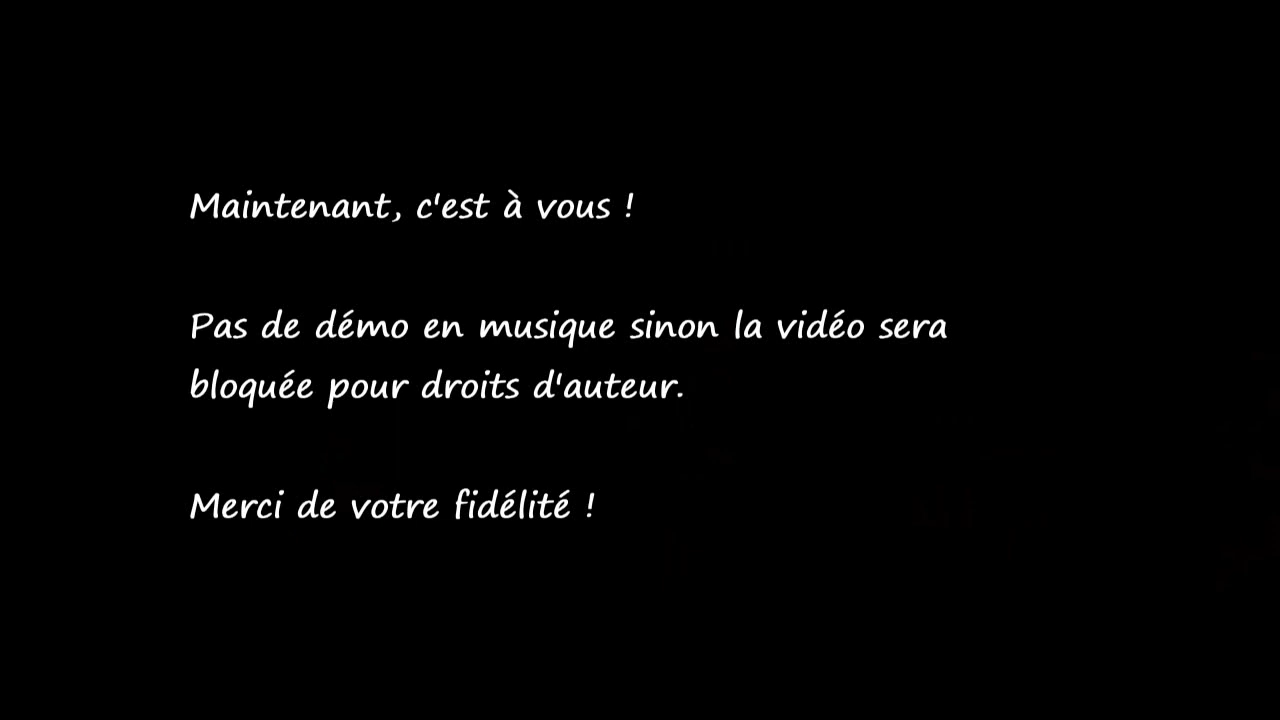 Maintenant, c'est à vous !
Pas de démo en musique sinon la vidéo sera
bloquée pour droits d'auteur.
Merci de votre fidélité !